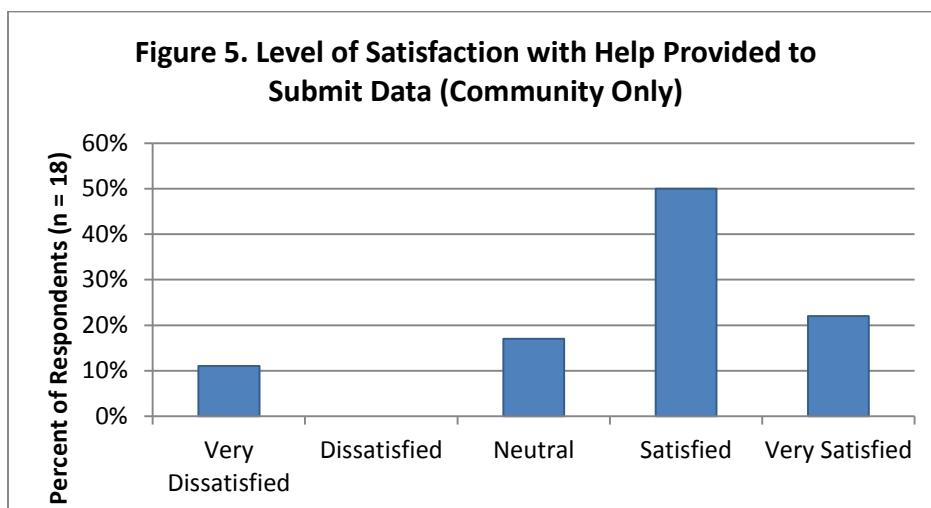 Figure 5. Level of Satisfaction with Help Provided to
Submit Data (Community Only)
Percent of Respondents (n = 18)
60%
50%
40%
30%
20%
10%
0%
Very
Dissatisfied
Dissatisfied
Neutral
Satisfied
Very Satisfied